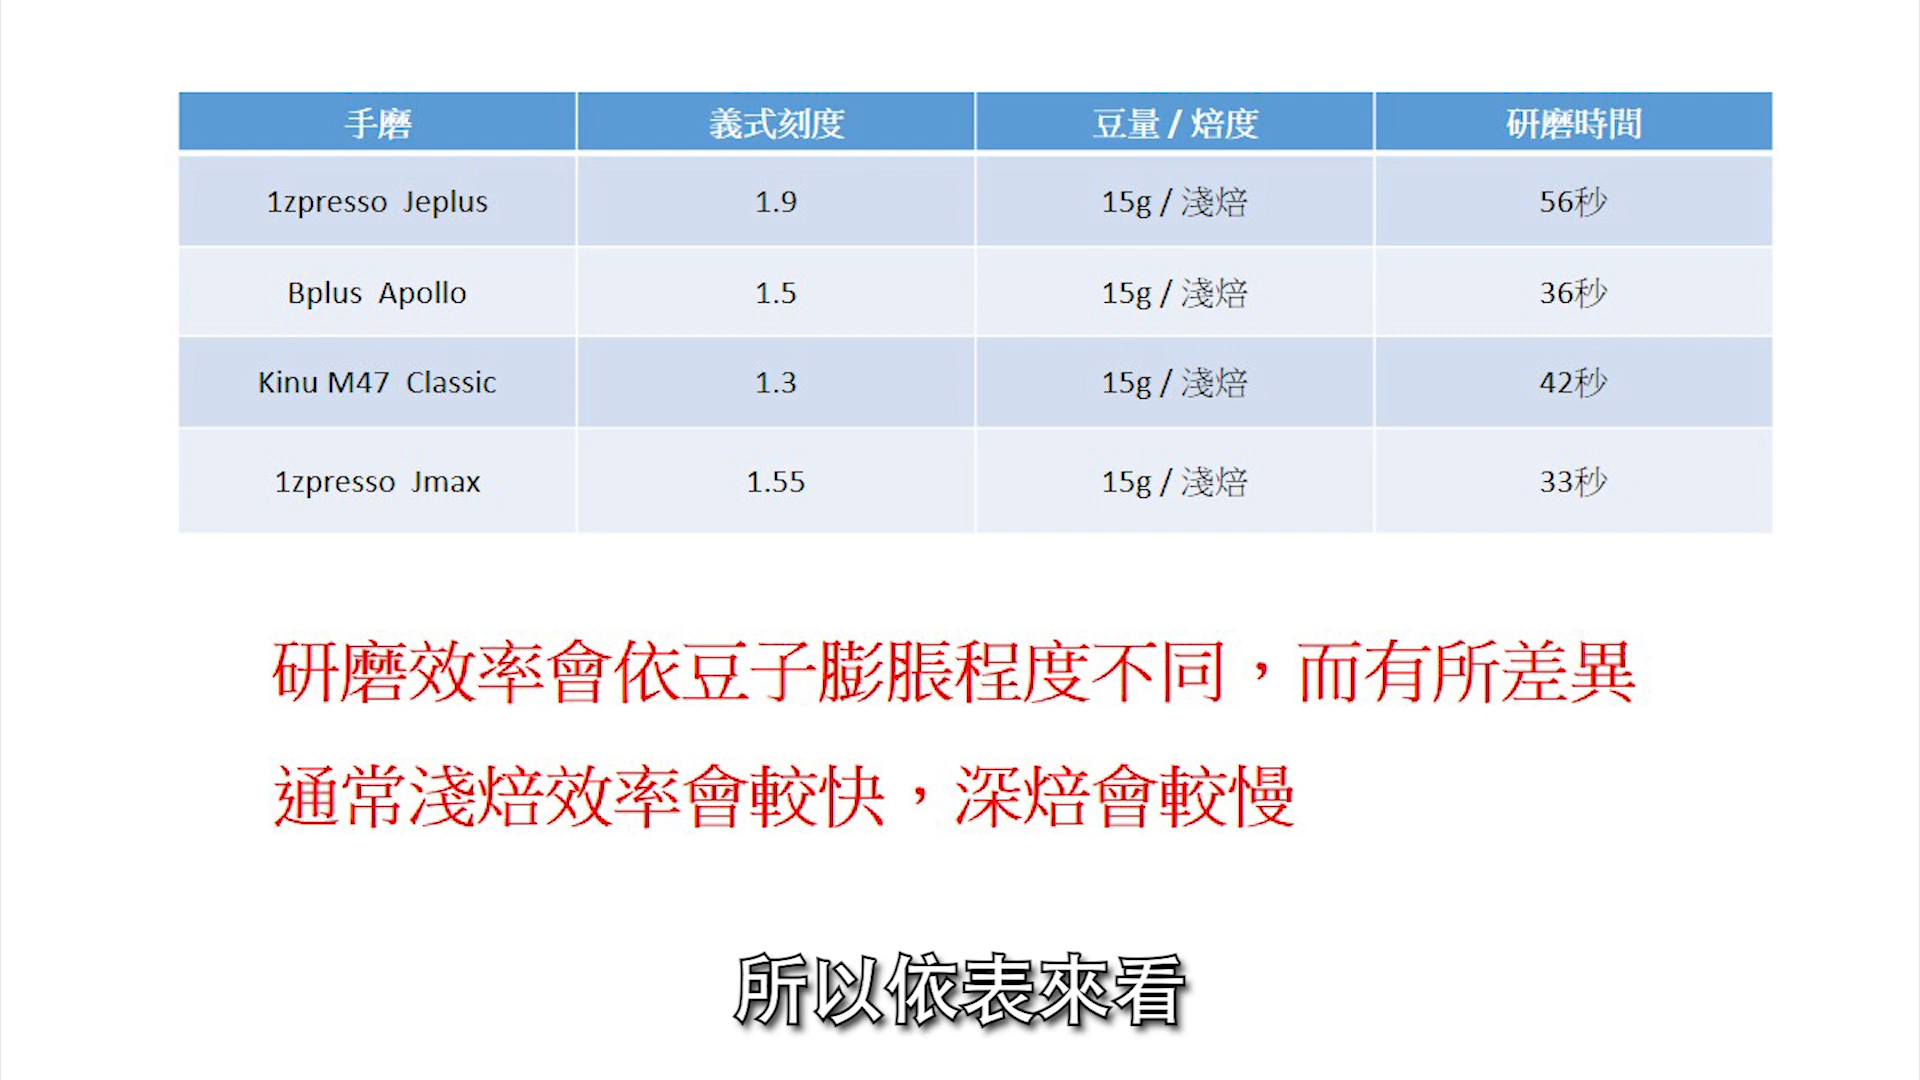 手磨 義式刻度 豆量 / 焙度 研磨時間
1zpresso Jeplus 1.9 15g / 淺焙 56秒
Bplus Apollo 1.5 15g / 淺焙 36秒
Kinu M47 Classic 1.3 15g / 淺焙 42秒
1zpresso Jmax 1.55 15g / 淺焙 33秒
研磨效率會依豆子膨脹程度不同，而有所差異
通常淺焙效率會較快，深焙會較慢
所以依表來看